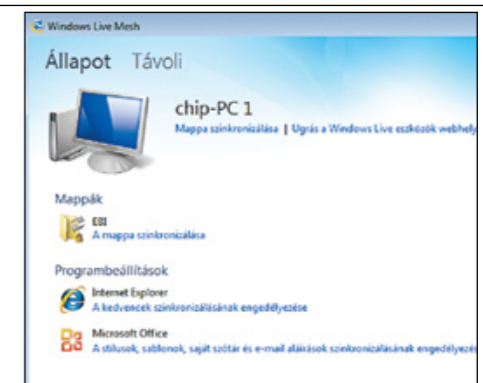 Windows Live Mesh
Állapot Távoli
chip-PC 1
Mappa szinkronizálása | Ugrás a Windows Live eszközök webhely
Mappák
EBI
A mappa szinkronizálása
Programbeállítások
Internet Explorer
A kedvencek szinkronizálásának engedélyezése
Microsoft Office
A stílusok, sablonok, saját szótár és e-mail aláírások szinkronizálásának engedélyezés